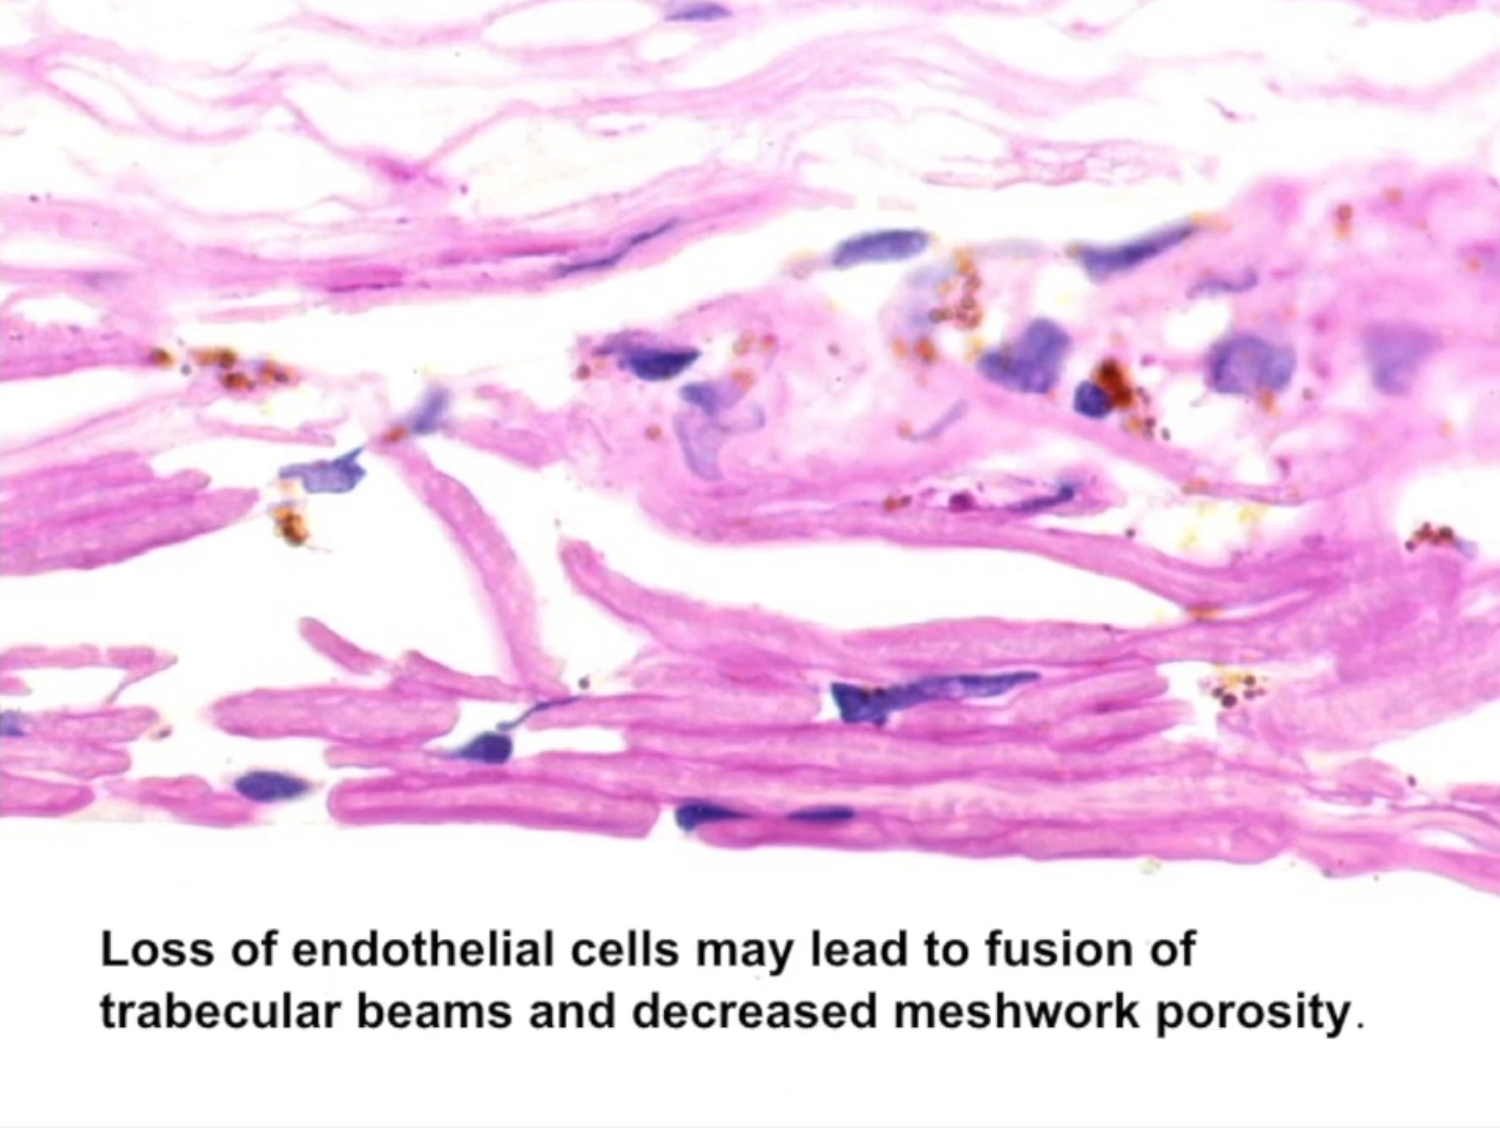 Loss of endothelial cells may lead to fusion of
trabecular beams and decreased meshwork porosity.